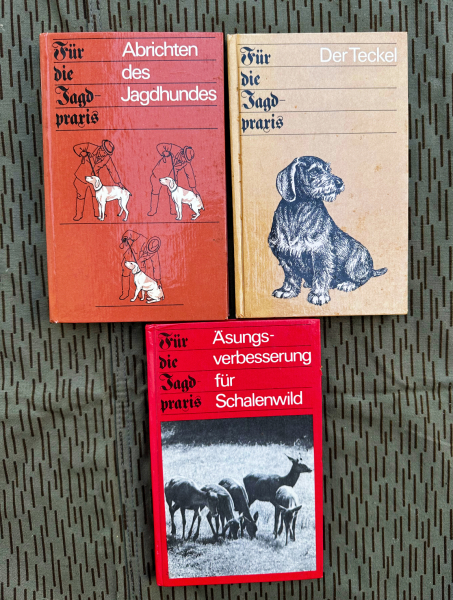 Für
die
Jagd-
praxis
Abrichten
des
Jagdhundes
Für
die
Jagd-
praxis
Der Teckel
Für
die
Jagd
praxis
Äsungs-
verbesserung
für
Schalenwild